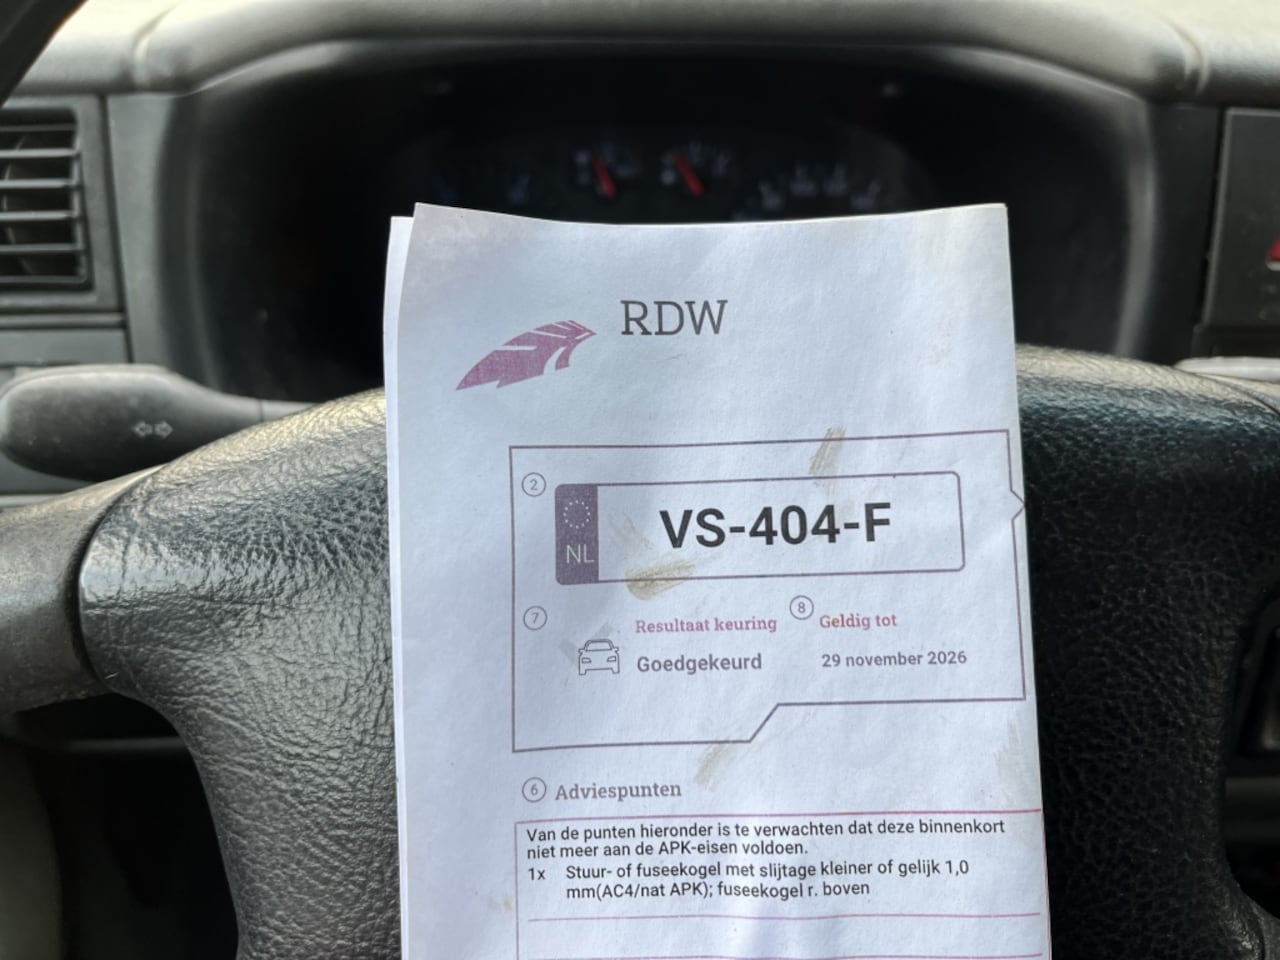 RDW
2
NL
VS-404-F
7
Resultaat keuring
8
Geldig tot
Goedgekeurd
29 november 2026
6 Adviespunten
Van de punten hieronder is te verwachten dat deze binnenkort
niet meer aan de APK-eisen voldoen.
1x Stuur- of fuseekogel met slijtage kleiner of gelijk 1,0
mm(AC4/nat APK); fuseekogel r. boven